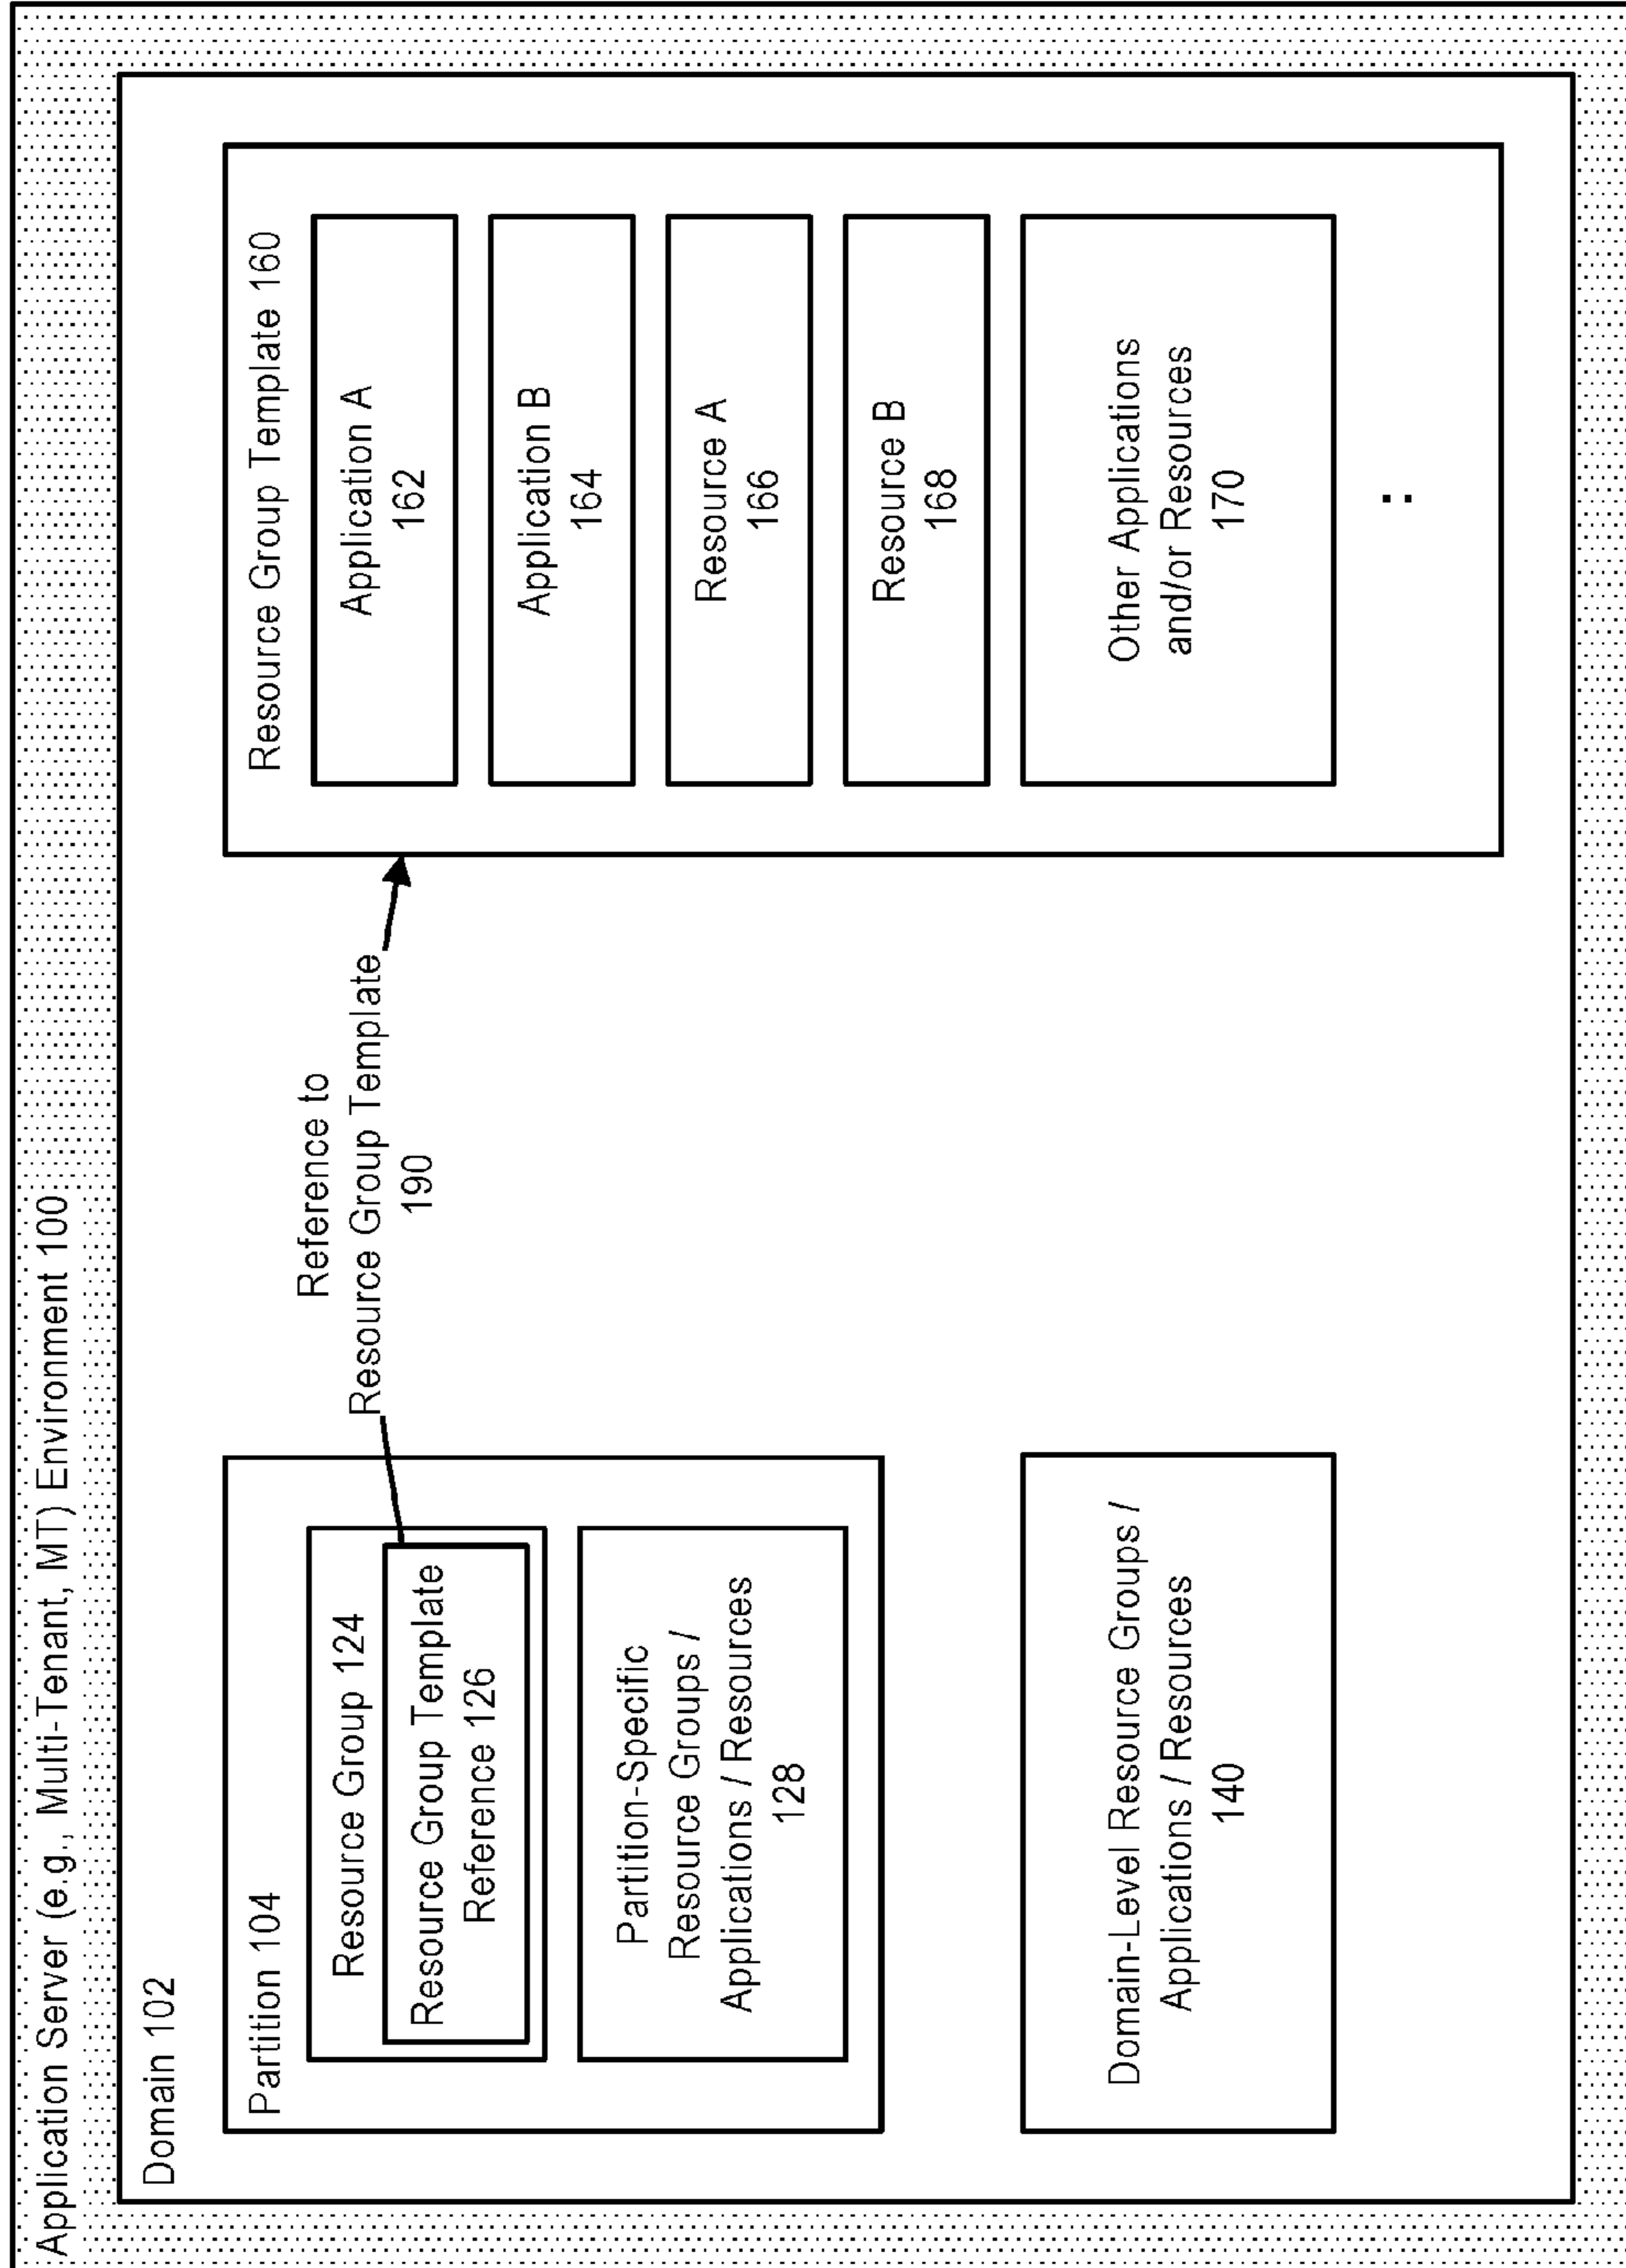 Application Server (e.g., Multi-Tenant, MT) Environment 100
Domain 102
Partition 104
Resource Group 124
Resource Group Template
Reference 126
Partition-Specific
Resource Groups /
Applications / Resources
128
Domain-Level Resource Groups /
Applications / Resources
140
Reference to
Resource Group Template
190
Resource Group Template 160
Application A
162
Application B
164
Resource A
166
Resource B
168
Other Applications
and/or Resources
170